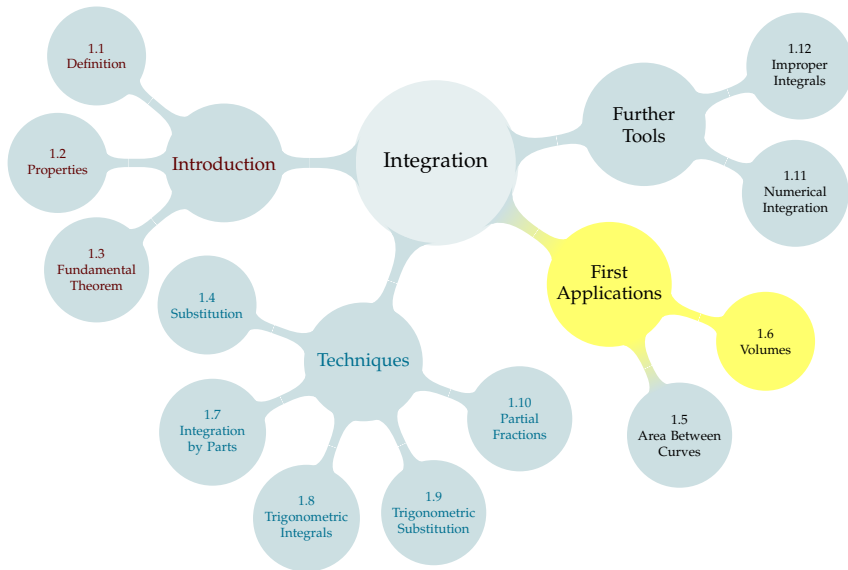 Integration
Introduction
1.1
Definition
1.2
Properties
1.3
Fundamental
Theorem
Techniques
1.4
Substitution
1.7
Integration
by Parts
1.8
Trigonometric
Integrals
1.9
Trigonometric
Substitution
1.10
Partial
Fractions
First
Applications
1.5
Area Between
Curves
1.6
Volumes
Further
Tools
1.11
Numerical
Integration
1.12
Improper
Integrals